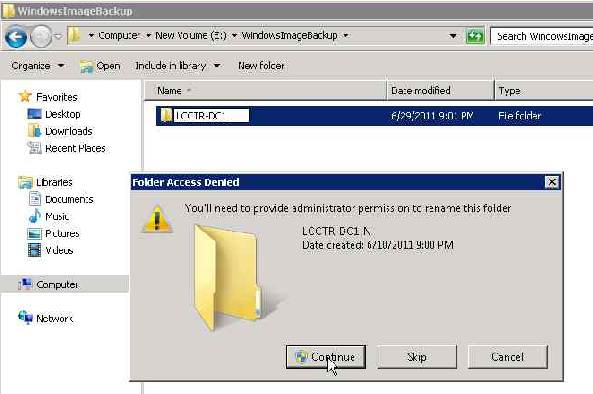 WindowsImageBackup
Computer New Volume (E:) WindowsImageBackup
Search WindowsImage
Organize Open Include in library New folder
Name Date modified Type
LCCTR-DC1 6/29/2011 9:01 PM File folder
Favorites
Desktop
Downloads
Recent Places
Libraries
Documents
Music
Pictures
Videos
Computer
Network
Folder Access Denied
You'll need to provide administrator permission to rename this folder
LCCTR-DC1-N
Date created: 6/10/2011 9:00 PM
Continue Skip Cancel